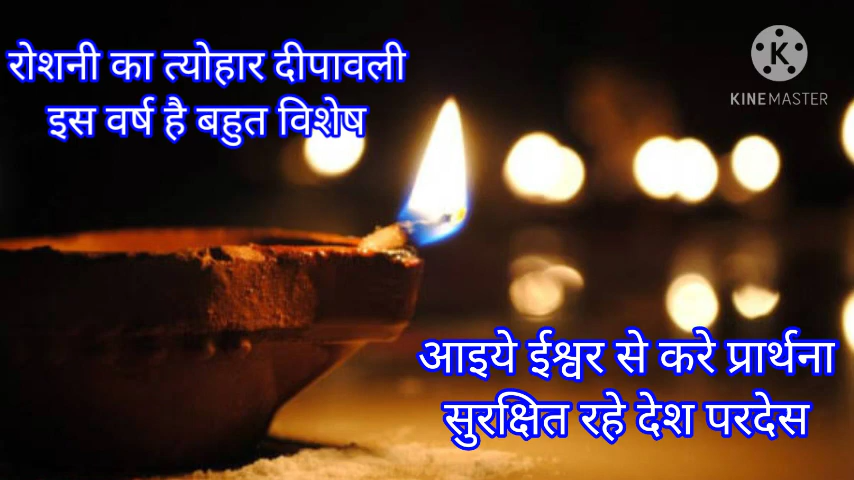 रोशनी का त्योहार दीपावली
इस वर्ष है बहुत विशेष
K
KINEMASTER
आइये ईश्वर से करे प्रार्थना
सुरक्षित रहे देश परदेस